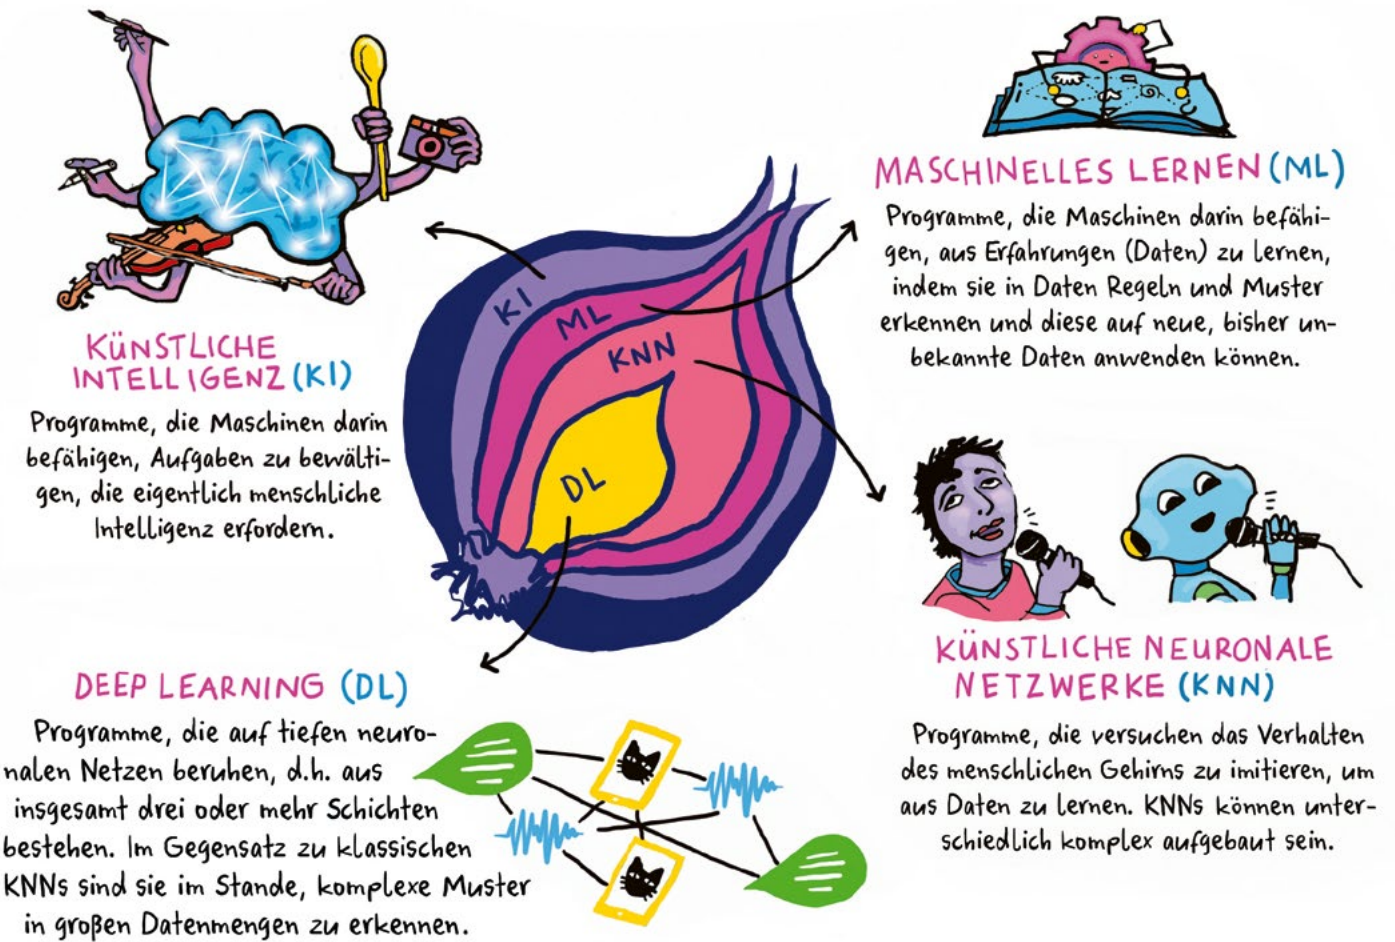 KÜNSTLICHE
INTELLIGENZ (KI)
Programme, die Maschinen darin
befähigen, Aufgaben zu bewälti-
gen, die eigentlich menschliche
Intelligenz erfordern.
KI
ML
KNN
DL
MASCHINELLES LERNEN (ML)
Programme, die Maschinen darin befähi-
gen, aus Erfahrungen (Daten) zu lernen,
indem sie in Daten Regeln und Muster
erkennen und diese auf neue, bisher un-
bekannte Daten anwenden können.
KÜNSTLICHE NEURONALE
NETZWERKE (KNN)
Programme, die versuchen das Verhalten
des menschlichen Gehirns zu imitieren, um
aus Daten zu lernen. KNNs können unter-
schiedlich komplex aufgebaut sein.
DEEP LEARNING (DL)
Programme, die auf tiefen neuro-
nalen Netzen beruhen, d.h. aus
insgesamt drei oder mehr Schichten
bestehen. Im Gegensatz zu klassischen
KNNs sind sie im Stande, komplexe Muster
in großen Datenmengen zu erkennen.